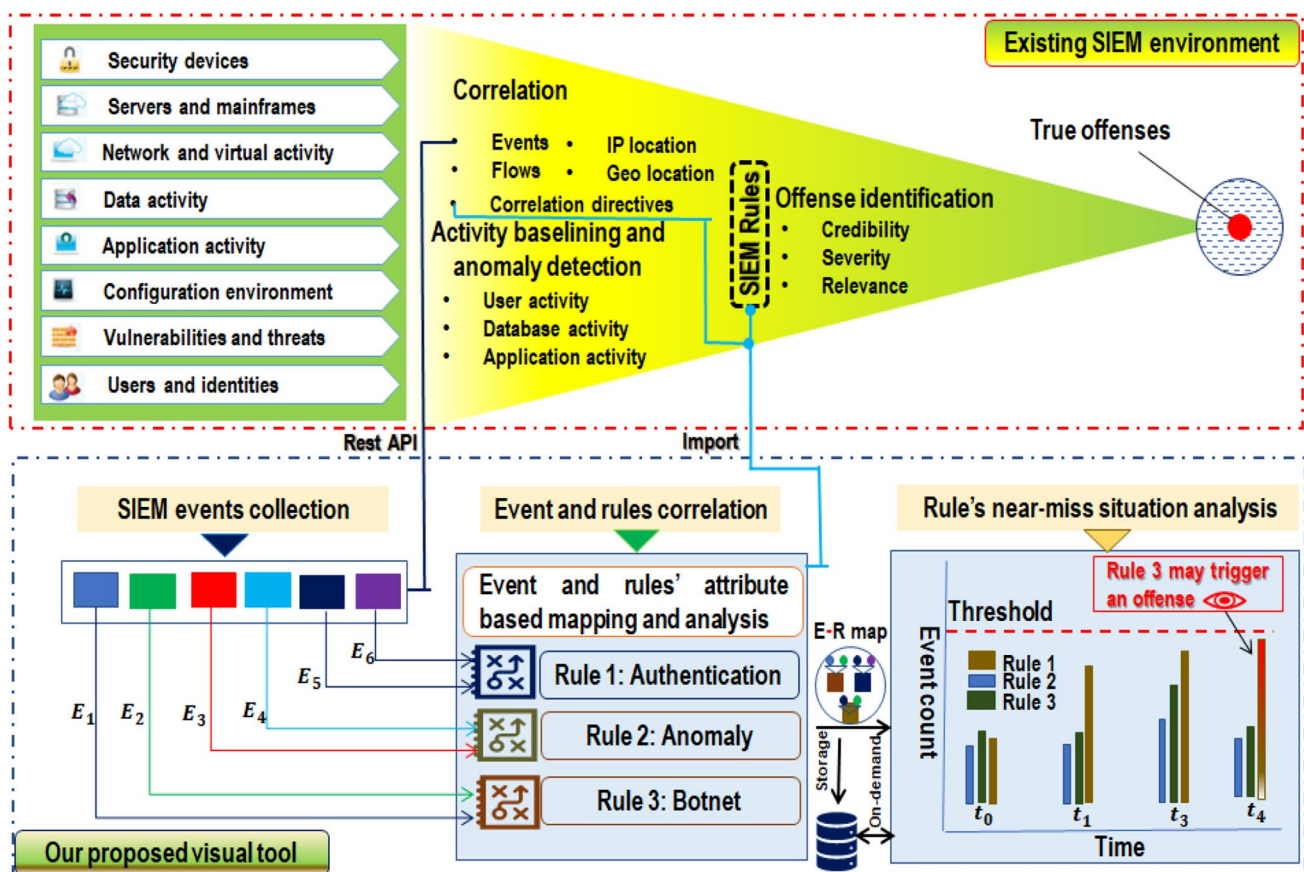 Existing SIEM environment
Security devices
Servers and mainframes
Network and virtual activity
Data activity
Application activity
Configuration environment
Vulnerabilities and threats
Users and identities
Correlation
• Events • IP location
• Flows • Geo location
• Correlation directives
Activity baselining and
anomaly detection
• User activity
• Database activity
• Application activity
SIEM Rules
Offense identification
• Credibility
• Severity
• Relevance
True offenses
Rest API
Import
SIEM events collection
Event and rules correlation
Rule's near-miss situation analysis
Event and rules' attribute
based mapping and analysis
E1
E2
E3
E4
E5
E6
Rule 1: Authentication
Rule 2: Anomaly
Rule 3: Botnet
E-R map
Storage
On-demand
Rule 3 may trigger
an offense
Threshold
Event count
Rule 1
Rule 2
Rule 3
t0
t1
t3
t4
Time
Our proposed visual tool